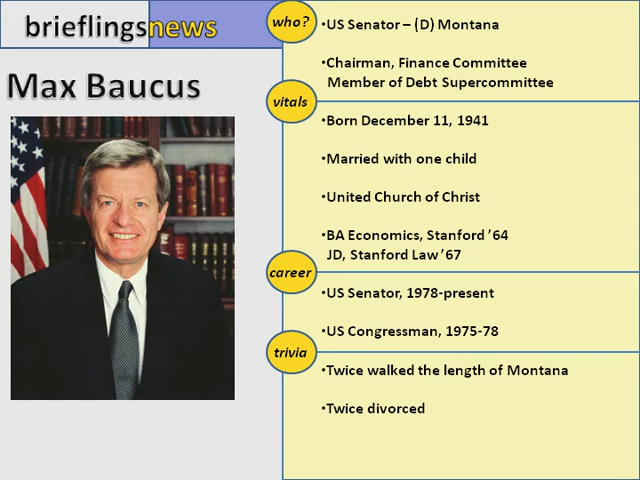 brieflingsnews
Max Baucus
who?
•US Senator – (D) Montana
•Chairman, Finance Committee
Member of Debt Supercommittee
vitals
•Born December 11, 1941
•Married with one child
•United Church of Christ
•BA Economics, Stanford ’64
JD, Stanford Law ’67
career
•US Senator, 1978-present
•US Congressman, 1975-78
trivia
•Twice walked the length of Montana
•Twice divorced